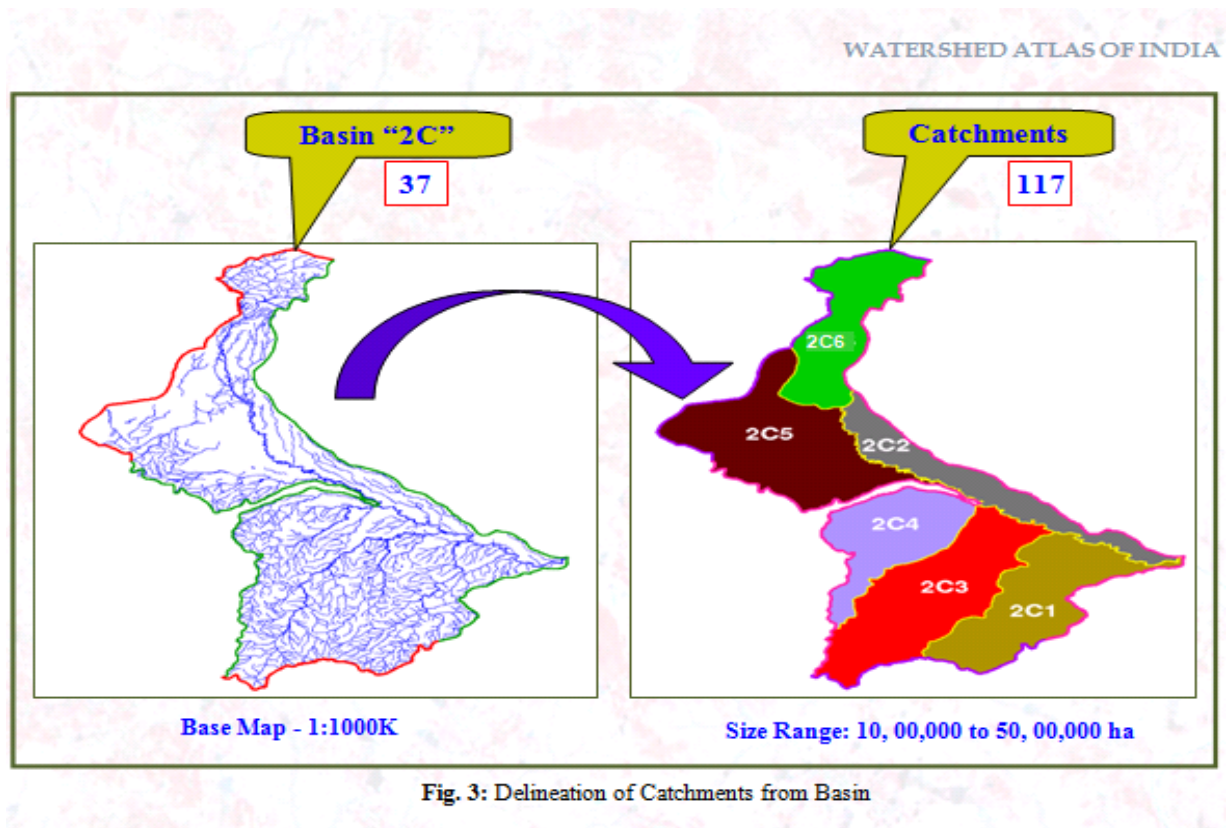 WATERSHED ATLAS OF INDIA
Basin “2C”
37
Catchments
117
2C6
2C5
2C2
2C4
2C3
2C1
Base Map - 1:1000K
Size Range: 10, 00,000 to 50, 00,000 ha
Fig. 3: Delineation of Catchments from Basin